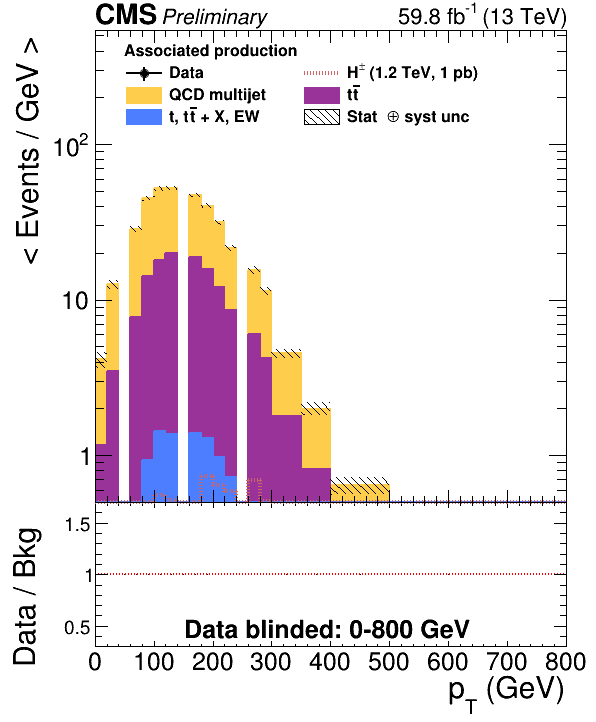 CMS Preliminary 59.8 fb⁻¹ (13 TeV)
Associated production
Data
H± (1.2 TeV, 1 pb)
QCD multijet
tt̅
t, tt̅ + X, EW
Stat ⊕ syst unc
< Events / GeV >
10²
10
1
Data / Bkg
1.5
1
0.5
Data blinded: 0-800 GeV
0 100 200 300 400 500 600 700 800
p_T (GeV)